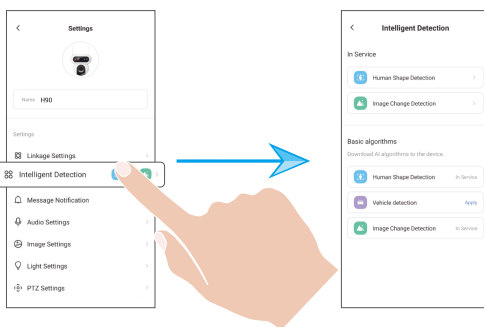 Settings
Name H90
Settings
Linkage Settings
Intelligent Detection
Message Notification
Audio Settings
Image Settings
Light Settings
PTZ Settings
Intelligent Detection
In Service
Human Shape Detection
Image Change Detection
Basic algorithms
Download AI algorithms to the device.
Human Shape Detection In Service
Vehicle detection Apply
Image Change Detection In Service